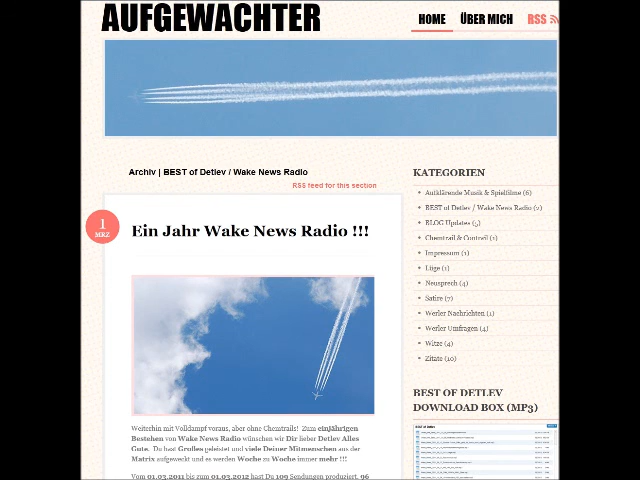 AUFGEWACHTER
HOME ÜBER MICH RSS
Archiv | BEST of Detlev / Wake News Radio
RSS feed for this section
1
MRZ
Ein Jahr Wake News Radio !!!
Weiterhin mit Volldampf voraus, aber ohne Chemtrails! Zum einjährigen
Bestehen von Wake News Radio wünschen wir Dir lieber Detlev Alles
Gute. Du hast Großes geleistet und viele Deiner Mitmenschen aus der
Matrix aufgeweckt und es werden Woche zu Woche immer mehr !!!
Vom 01.03.2011 bis zum 01.03.2012 hast Du 109 Sendungen produziert, 96
KATEGORIEN
Aufklärende Musik & Spielfilme (6)
BEST of Detlev / Wake News Radio (2)
BLOG Updates (5)
Chemtrail & Contrail (1)
Impressum (1)
Lüge (1)
Neusprech (4)
Satire (7)
Werler Nachrichten (1)
Werler Umfragen (4)
Witze (4)
Zitate (10)
BEST OF DETLEV
DOWNLOAD BOX (MP3)